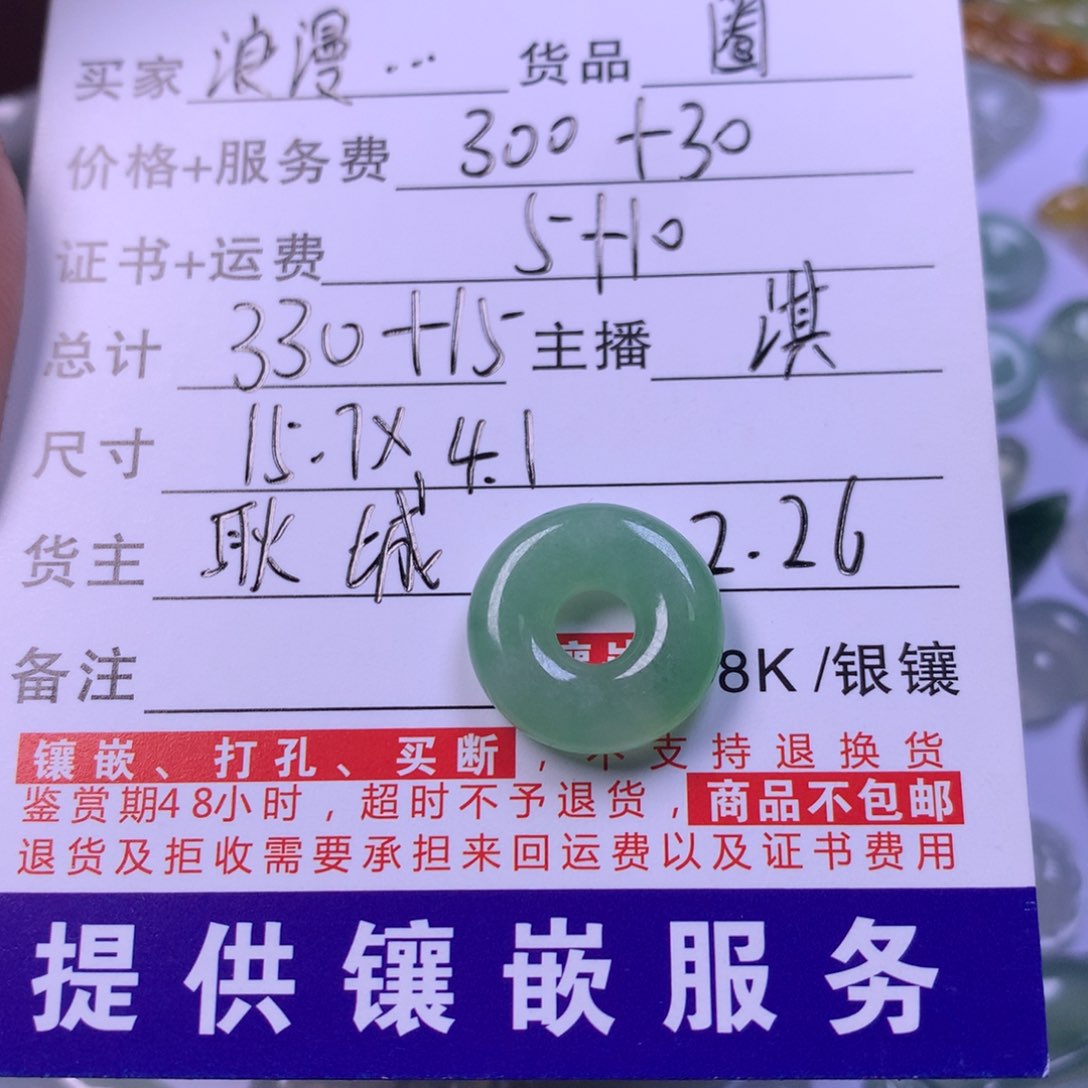 买家 浪漫... 货品 圈
价格+服务费 300+30
证书+运费 5+10
总计 330+15 主播 淇
尺寸 15.7×4.1
货主 耿城 2.26
备注 8K/银镶
镶嵌、打孔、买断，不支持退换货
鉴赏期48小时，超时不予退货，商品不包邮
退货及拒收需要承担来回运费以及证书费用
提供镶嵌服务